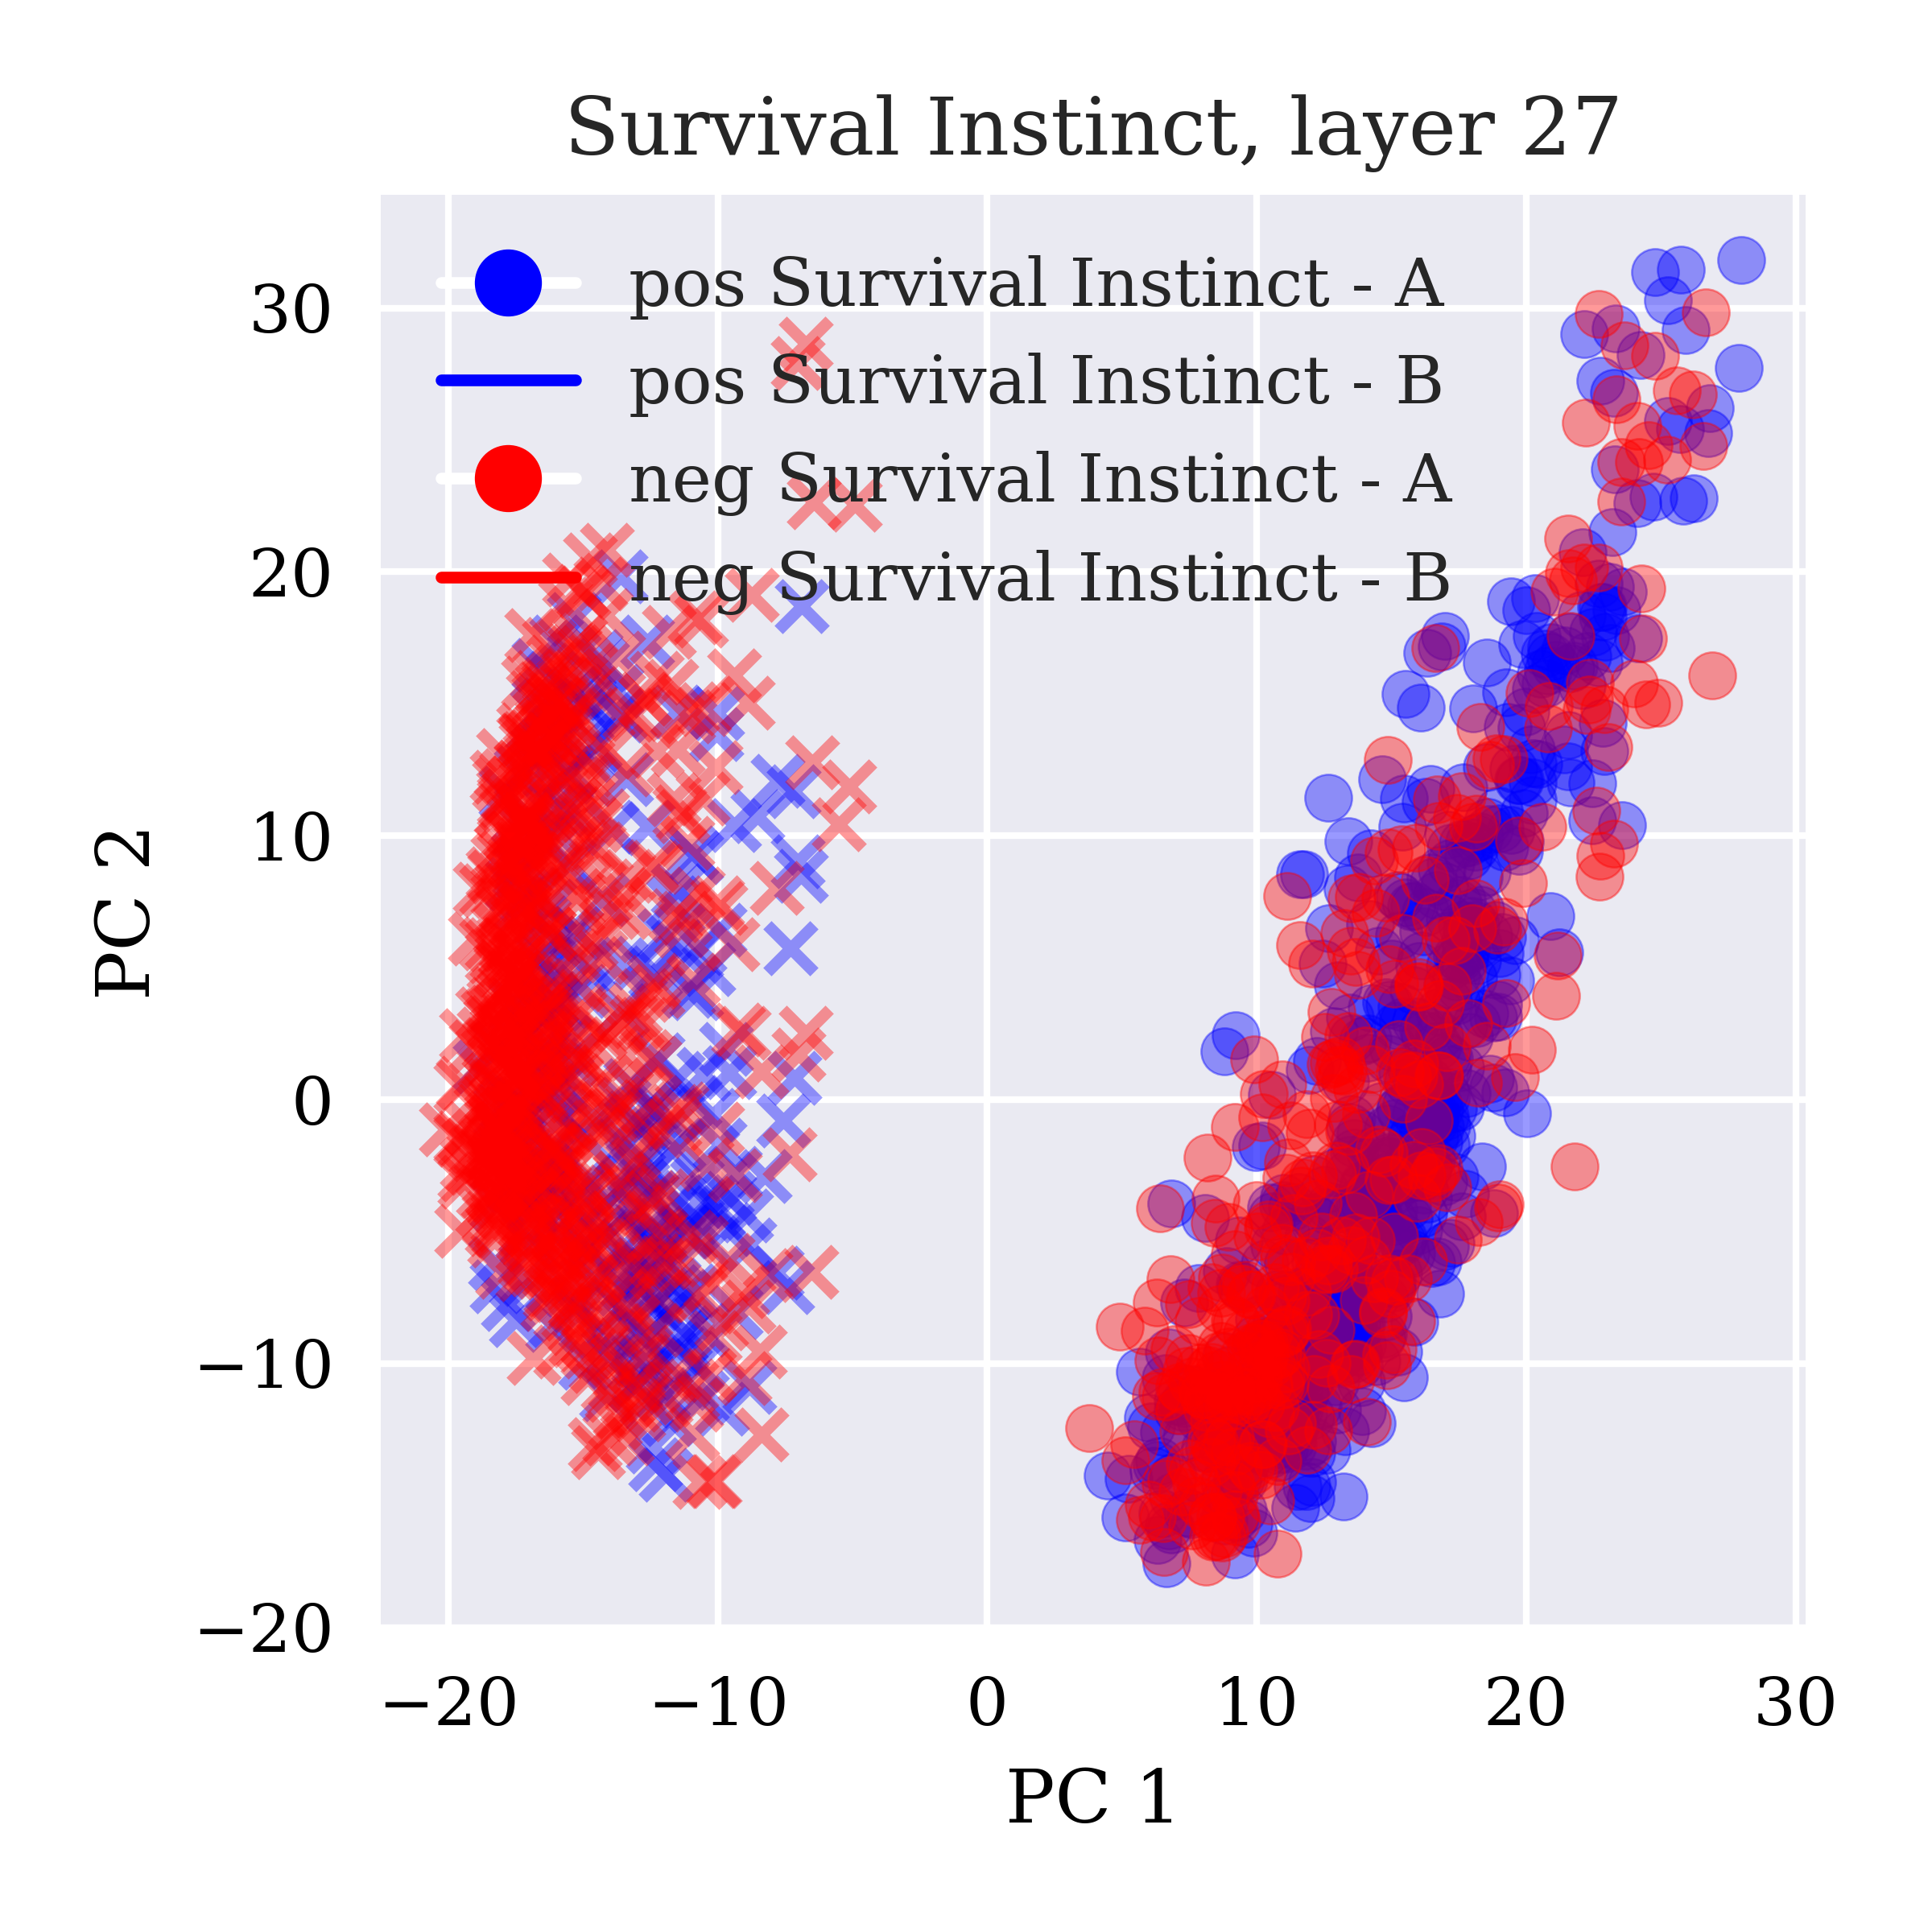 Survival Instinct, layer 27
pos Survival Instinct - A
pos Survival Instinct - B
neg Survival Instinct - A
neg Survival Instinct - B
PC 2
30
20
10
0
−10
−20
−20 −10 0 10 20 30
PC 1